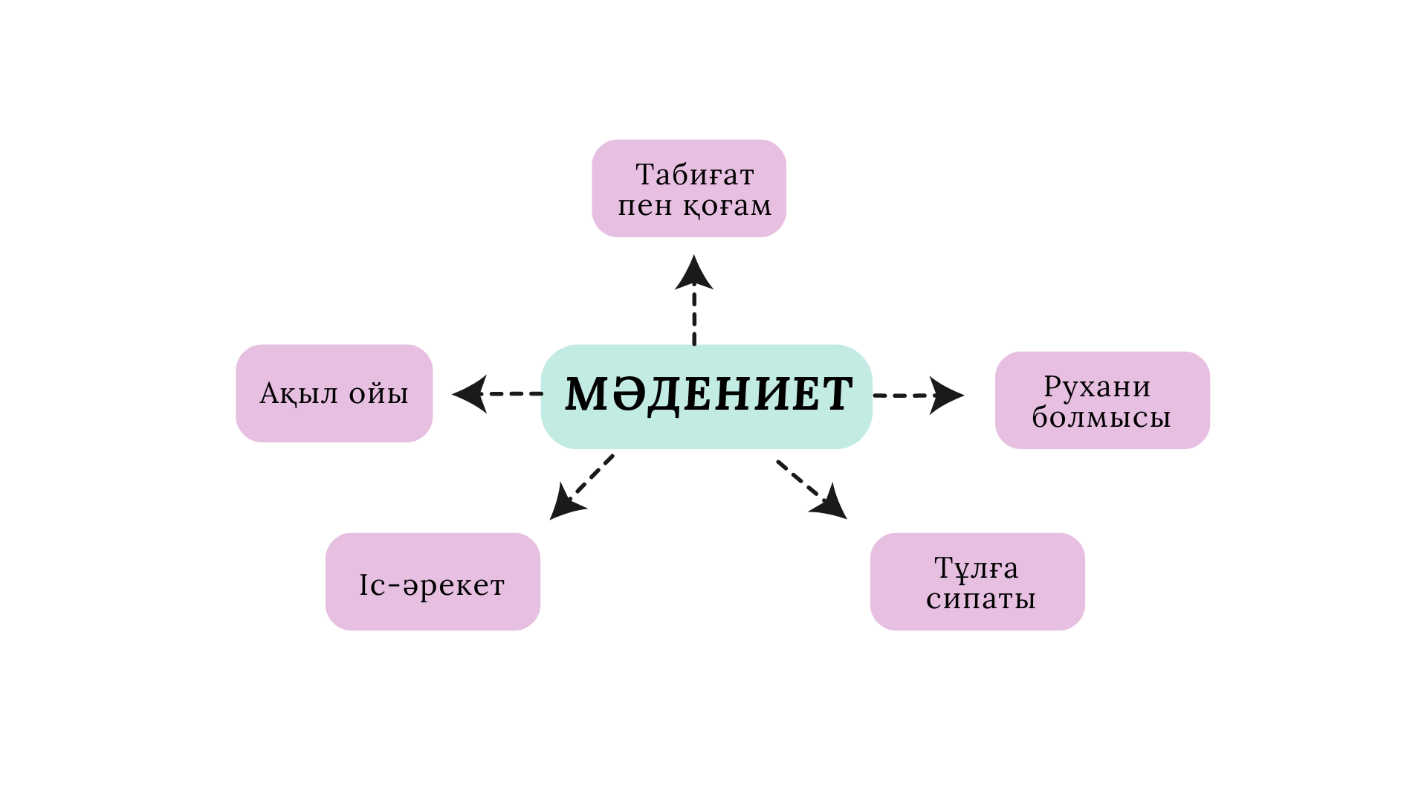 Табиғат
пен қоғам
Ақыл ойы
МӘДЕНИЕТ
Рухани
болмысы
Іс-әрекет
Тұлға
сипаты